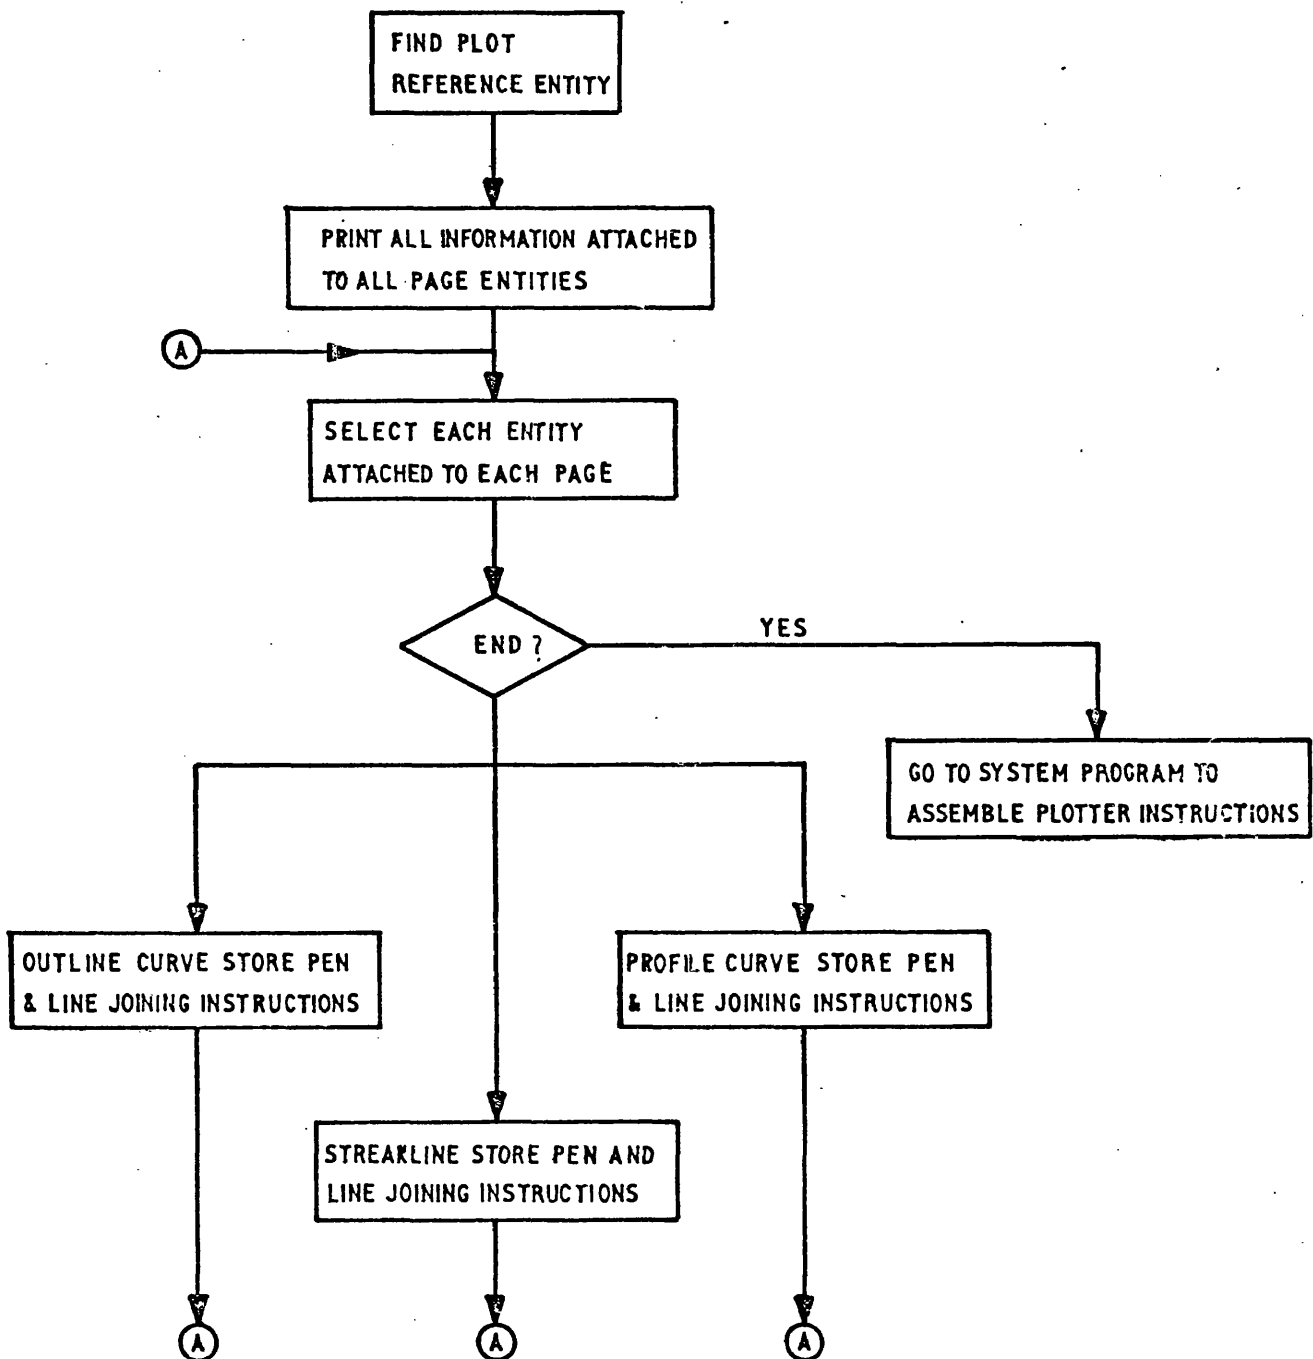 FIND PLOT
REFERENCE ENTITY
PRINT ALL INFORMATION ATTACHED
TO ALL PAGE ENTITIES
A
SELECT EACH ENTITY
ATTACHED TO EACH PAGE
END ?
YES
GO TO SYSTEM PROGRAM TO
ASSEMBLE PLOTTER INSTRUCTIONS
OUTLINE CURVE STORE PEN
& LINE JOINING INSTRUCTIONS
PROFILE CURVE STORE PEN
& LINE JOINING INSTRUCTIONS
STREAKLINE STORE PEN AND
LINE JOINING INSTRUCTIONS
A
A
A